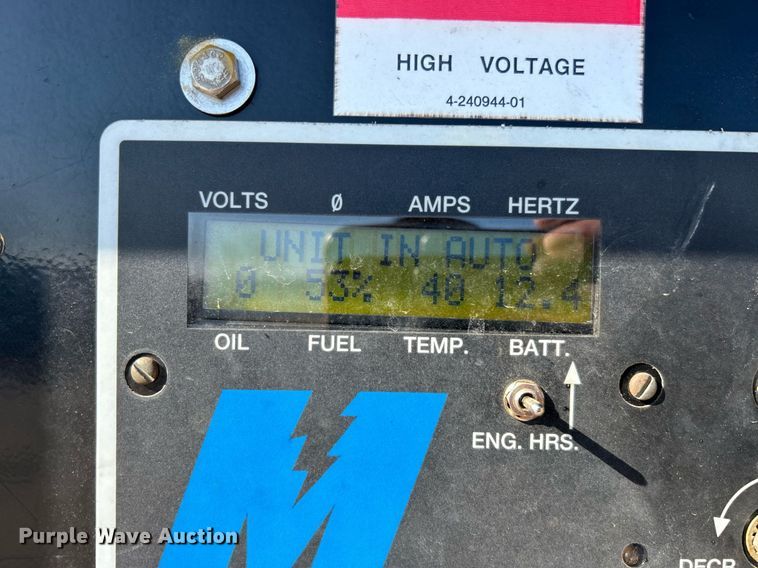 HIGH VOLTAGE
4-240944-01
VOLTS Ø AMPS HERTZ
UNIT IN AUTO
0 53% 40 12.4
OIL FUEL TEMP. BATT.
ENG. HRS.
M
DECR
Purple Wave Auction